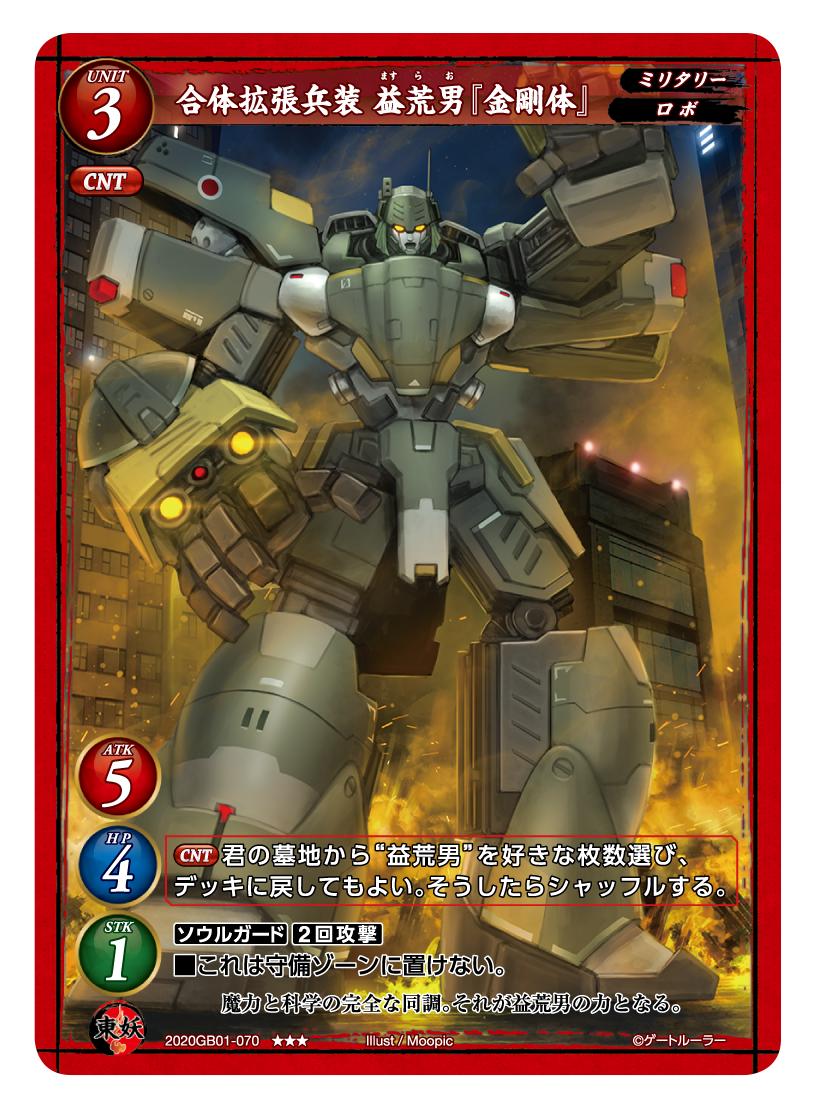 UNIT
3
合体拡張兵装 益荒男『金剛体』
ますらお
ミリタリー
ロボ
CNT
ATK
5
HP
4
STK
1
CNT 君の墓地から“益荒男”を好きな枚数選び、
デッキに戻してもよい。そうしたらシャッフルする。
ソウルガード 2回攻撃
■これは守備ゾーンに置けない。
魔力と科学の完全な同調。それが益荒男の力となる。
東妖
2020GB01-070 ★★★ Illust / Moopic ©ゲートルーラー